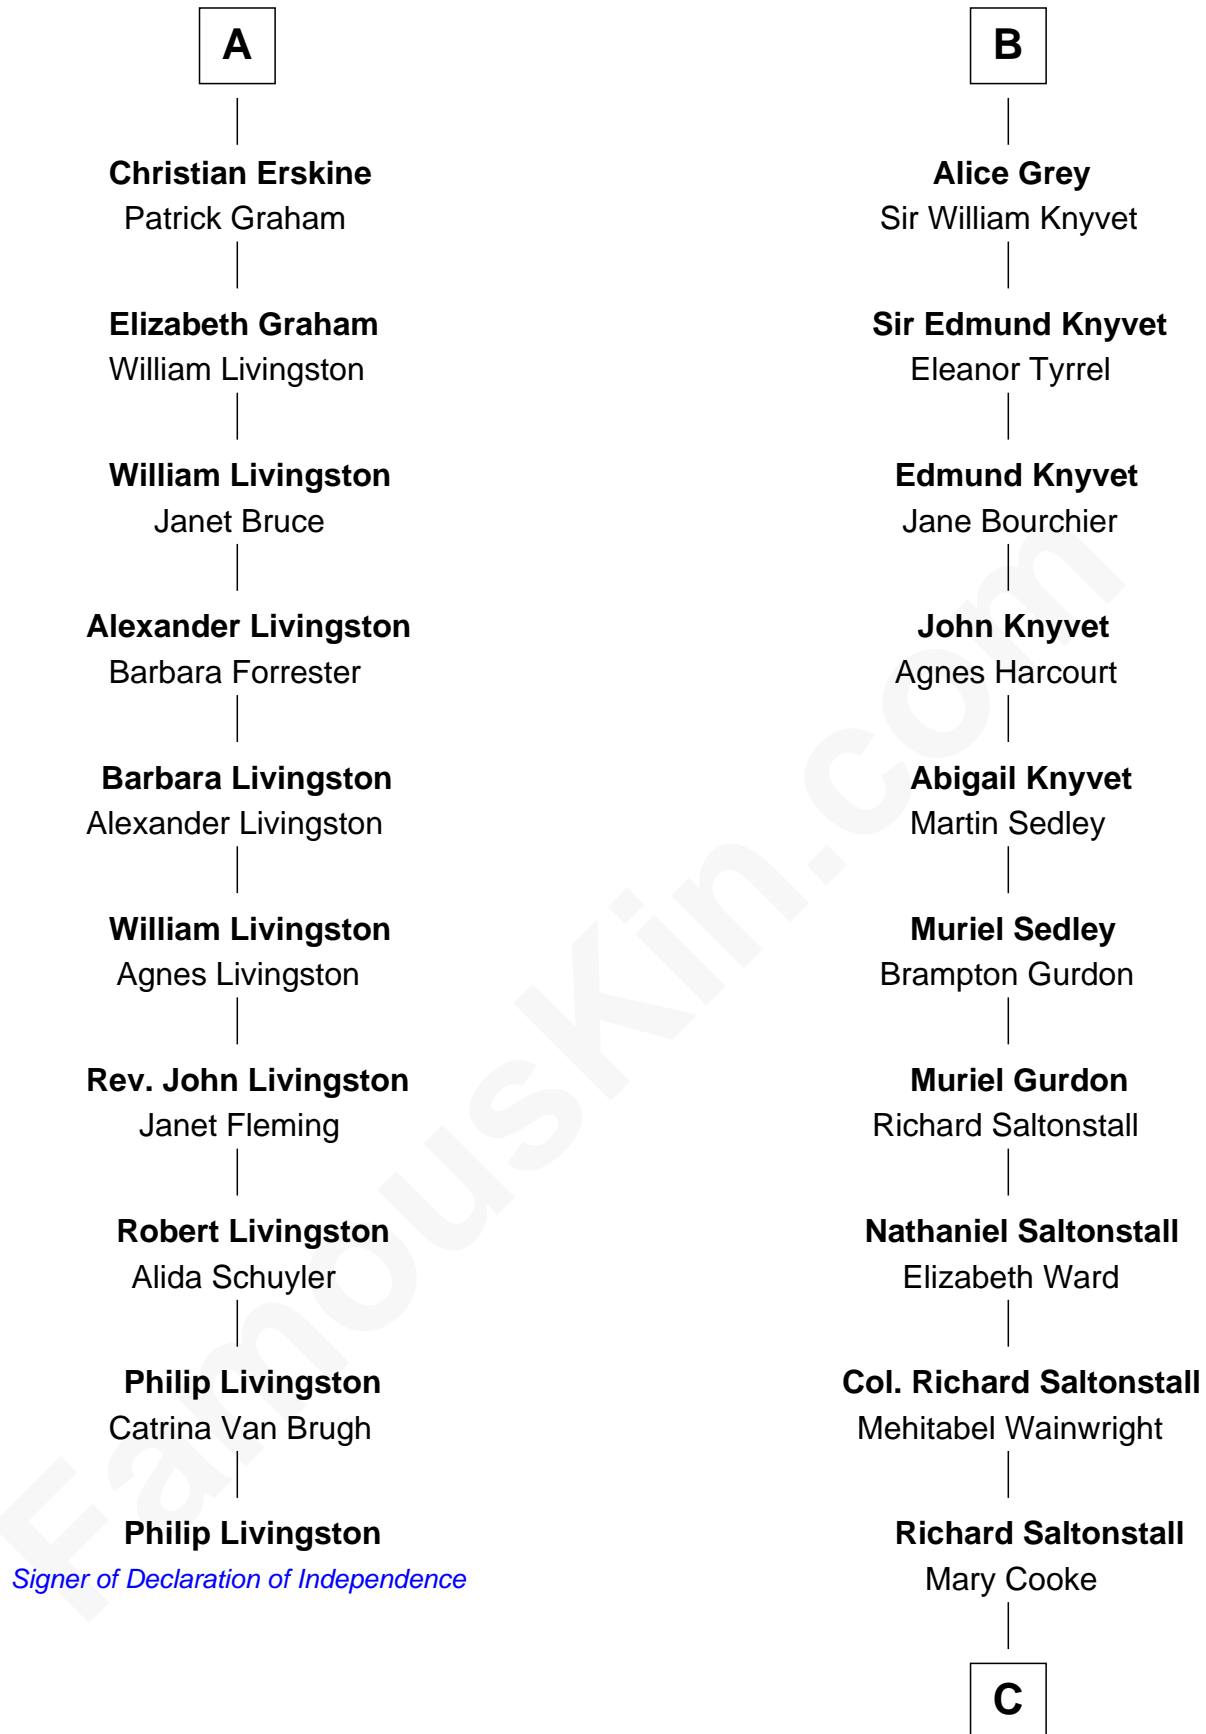 A
Christian Erskine
Patrick Graham
Elizabeth Graham
William Livingston
William Livingston
Janet Bruce
Alexander Livingston
Barbara Forrester
Barbara Livingston
Alexander Livingston
William Livingston
Agnes Livingston
Rev. John Livingston
Janet Fleming
Robert Livingston
Alida Schuyler
Philip Livingston
Catrina Van Brugh
Philip Livingston
Signer of Declaration of Independence
B
Alice Grey
Sir William Knyvet
Sir Edmund Knyvet
Eleanor Tyrrel
Edmund Knyvet
Jane Bourchier
John Knyvet
Agnes Harcourt
Abigail Knyvet
Martin Sedley
Muriel Sedley
Brampton Gurdon
Muriel Gurdon
Richard Saltonstall
Nathaniel Saltonstall
Elizabeth Ward
Col. Richard Saltonstall
Mehitabel Wainwright
Richard Saltonstall
Mary Cooke
C
FamousKin.com